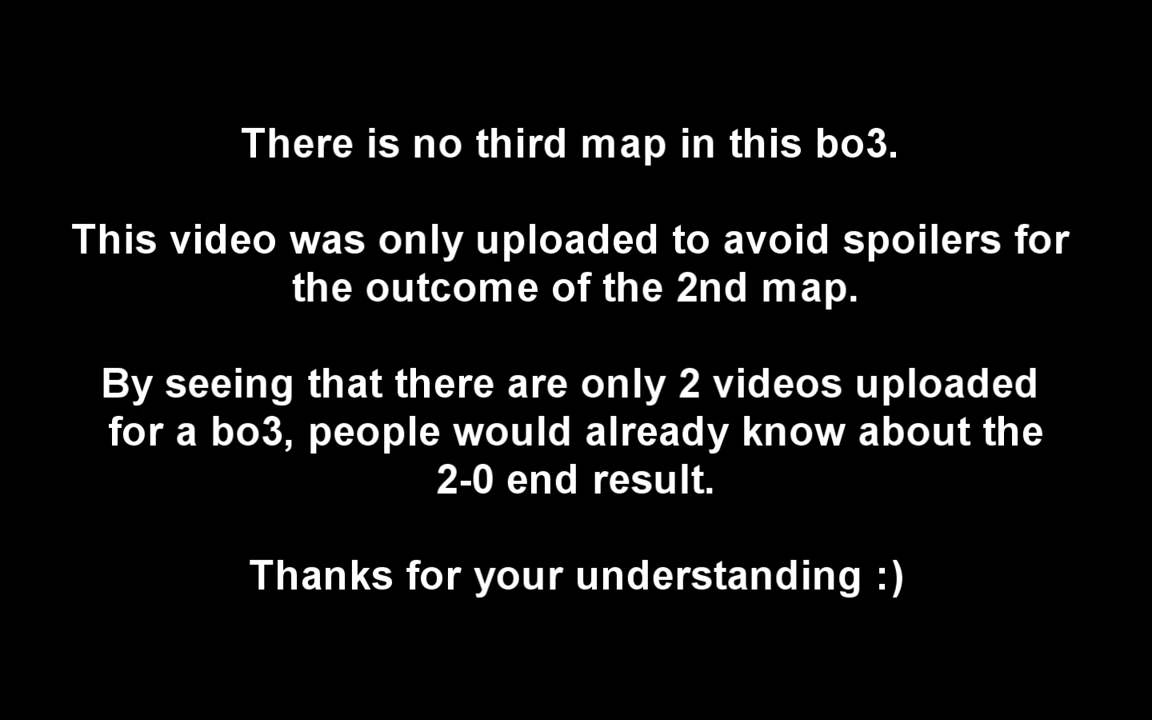 There is no third map in this bo3.
This video was only uploaded to avoid spoilers for
the outcome of the 2nd map.
By seeing that there are only 2 videos uploaded
for a bo3, people would already know about the
2-0 end result.
Thanks for your understanding :)